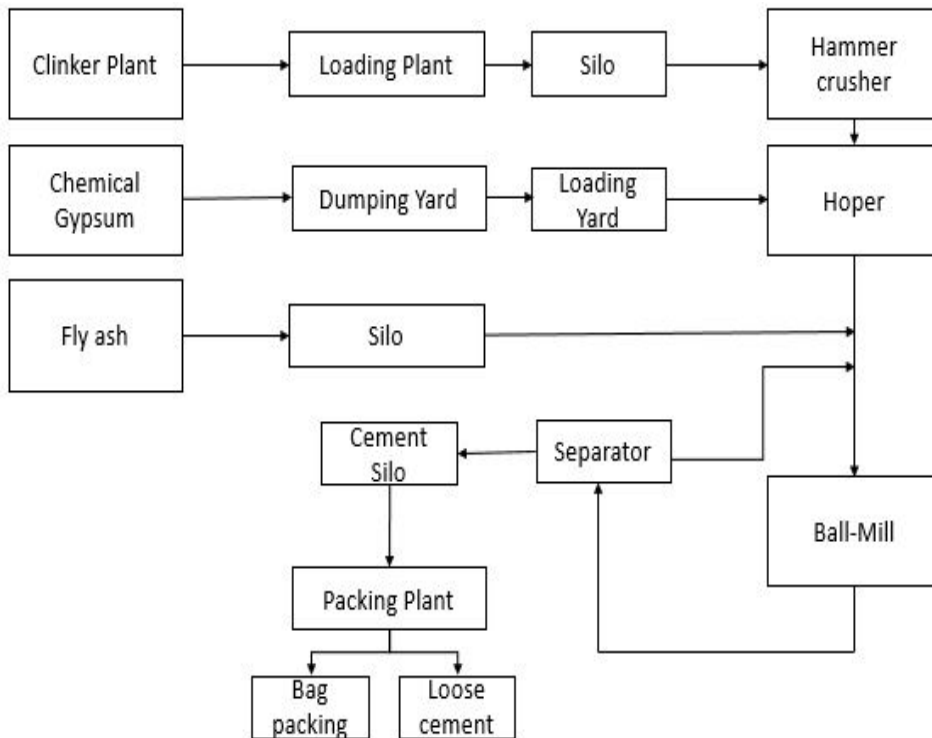 Clinker Plant
Loading Plant
Silo
Hammer
crusher
Chemical
Gypsum
Dumping Yard
Loading
Yard
Hoper
Fly ash
Silo
Cement
Silo
Separator
Ball-Mill
Packing Plant
Bag
packing
Loose
cement